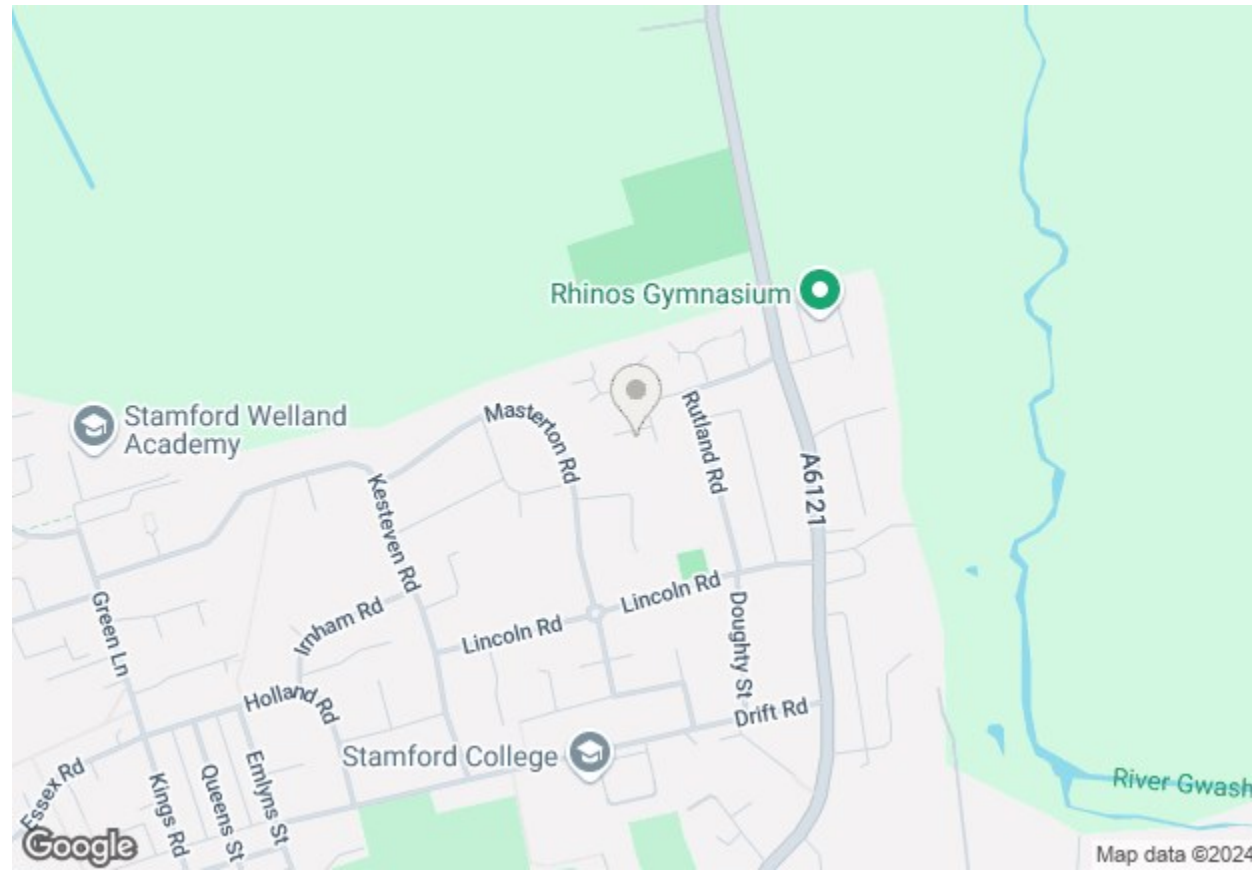 Rhinos Gymnasium
Stamford Welland
Academy
Masterton Rd
Rutland Rd
A6121
Kesteven Rd
Green Ln
Irnham Rd
Lincoln Rd
Lincoln Rd
Doughty St
Holland Rd
Drift Rd
Stamford College
Essex Rd
Kings Rd
Queens St
Emlyns St
River Gwash
Google
Map data ©2024